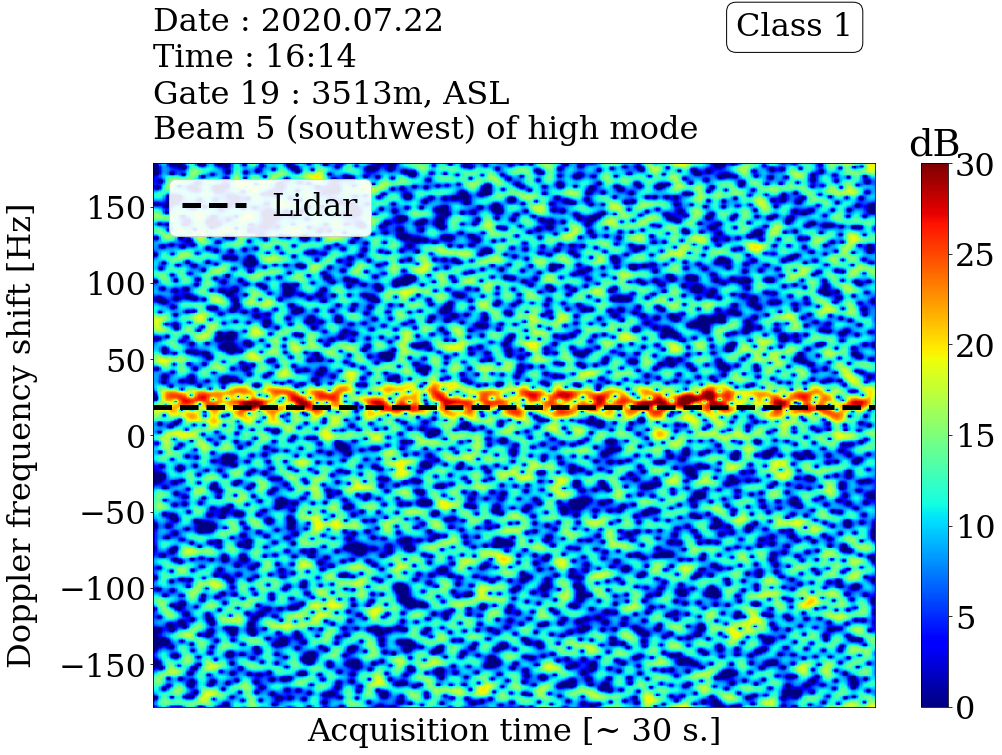 Date : 2020.07.22
Time : 16:14
Gate 19 : 3513m, ASL
Beam 5 (southwest) of high mode
Class 1
dB
Lidar
Doppler frequency shift [Hz]
150
100
50
0
−50
−100
−150
30
25
20
15
10
5
0
Acquisition time [~ 30 s.]